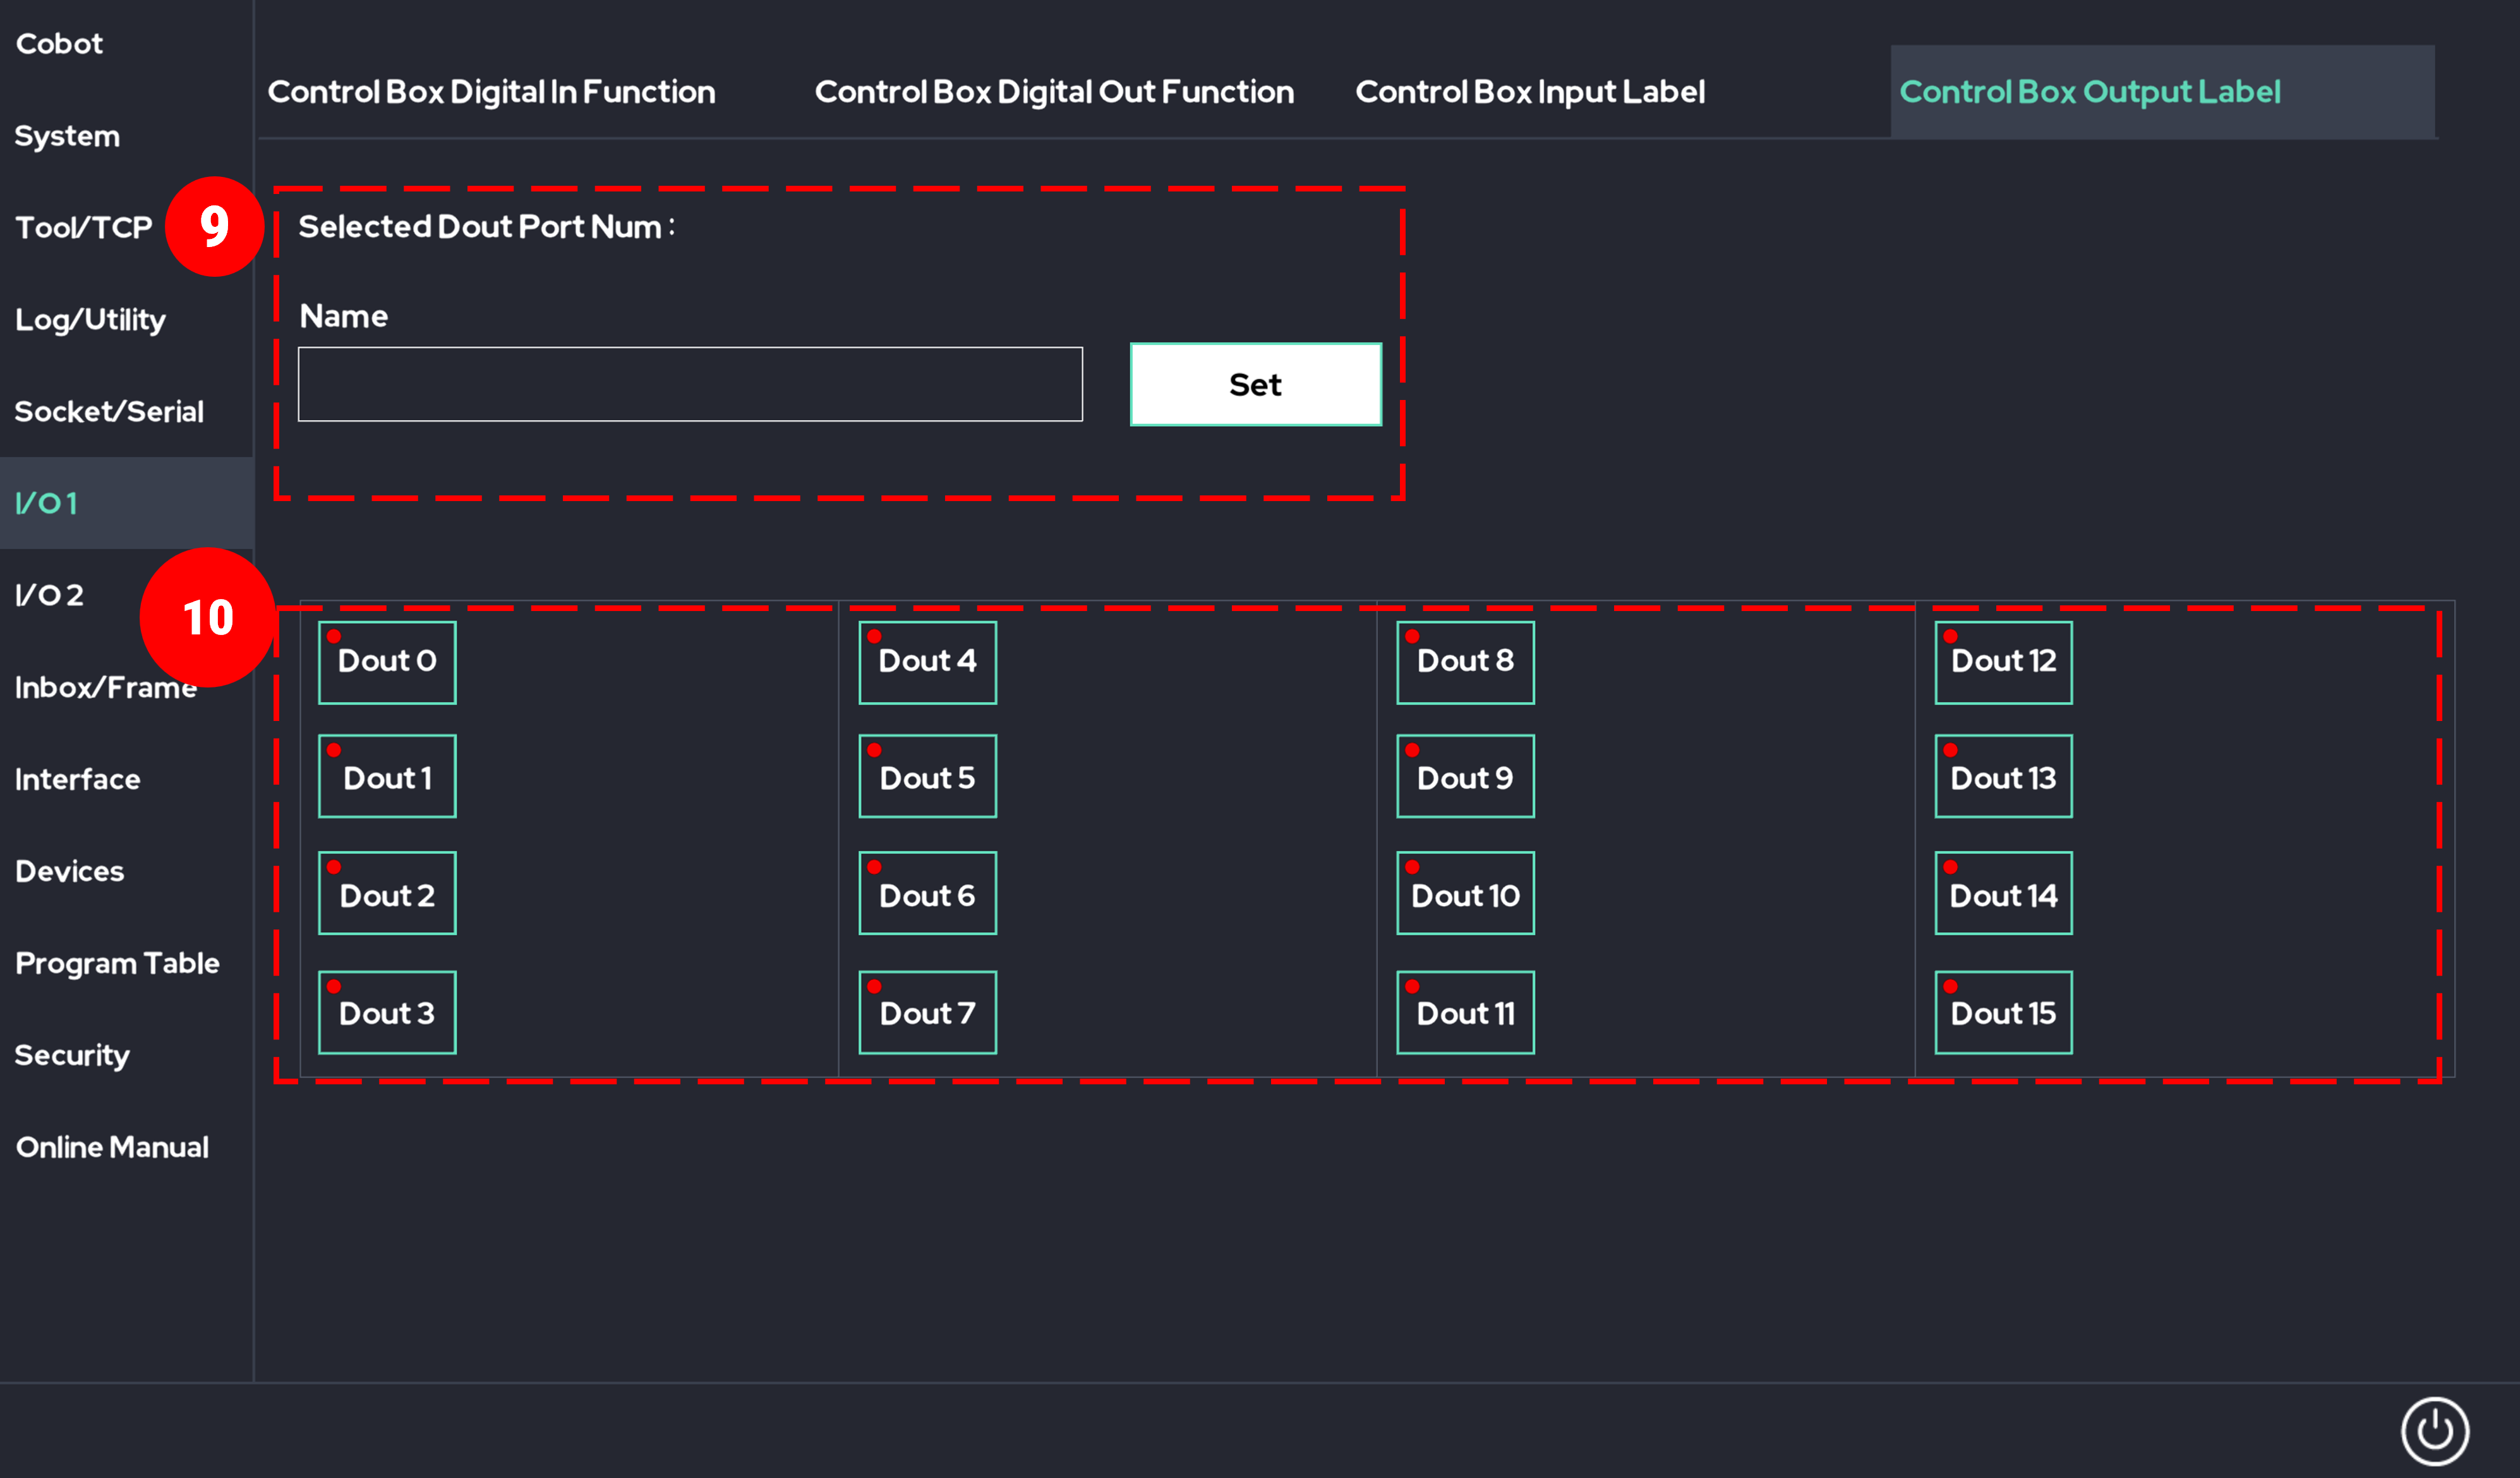 Cobot
System
Tool/TCP
Log/Utility
Socket/Serial
I/O 1
I/O 2
Inbox/Frame
Interface
Devices
Program Table
Security
Online Manual
Control Box Digital In Function
Control Box Digital Out Function
Control Box Input Label
Control Box Output Label
9
Selected Dout Port Num :
Name
Set
10
Dout 0
Dout 4
Dout 8
Dout 12
Dout 1
Dout 5
Dout 9
Dout 13
Dout 2
Dout 6
Dout 10
Dout 14
Dout 3
Dout 7
Dout 11
Dout 15